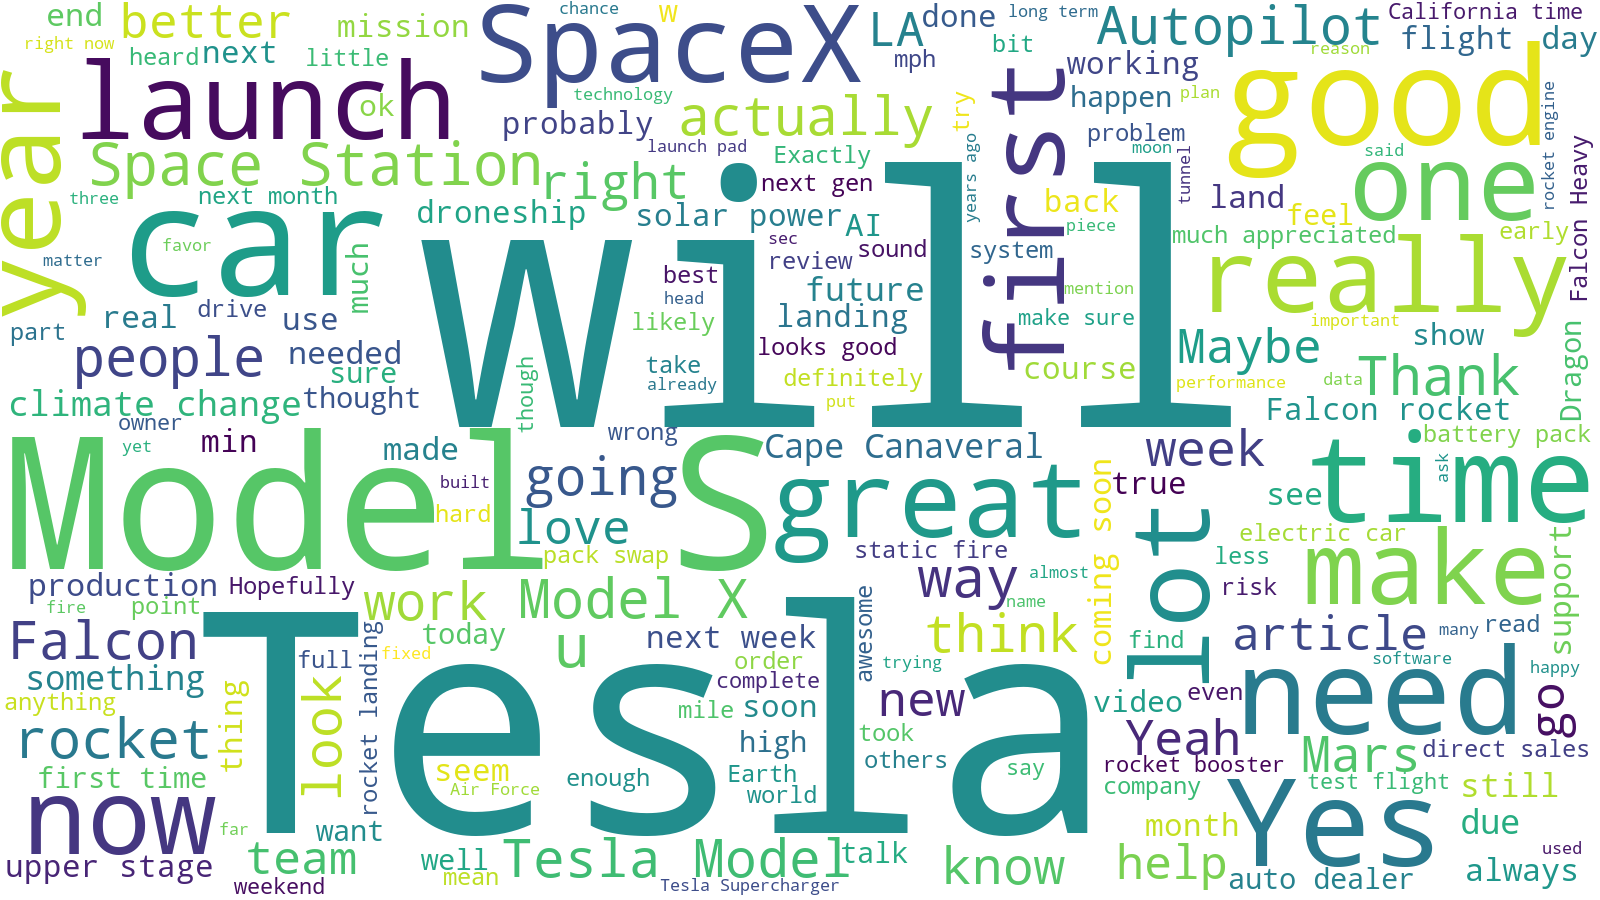 end
better
mission
SpaceX
chance
w
LA
done
long term
Autopilot
California time
right now
heard
next
little
bit
mph
flight
day
reason
year
launch
ok
technology
probably
actually
try
first
working
happen
plan
good
rocket engine
Space Station
right
launch pad
Exactly
problem
moon
said
one
Falcon Heavy
three
next month
droneship
next gen
solar power
AI
years ago
back
tunnel
land
feel
car
favor
much
sec
sound
system
piece
much appreciated
early
matter
review
really
best
head
future
mention
part
real
drive
use
Will
likely
landing
make sure
important
show
people
needed
looks good
Maybe
Dragon
sure
though
take
already
definitely
course
performance
data
Thank
climate change
thought
put
Falcon rocket
owner
yet
min
made
wrong
Cape Canaveral
week
time
battery pack
Model S
going
great
built
coming soon
true
see
ask
hard
love
lot
electric car
pack swap
static fire
less
make
support
production
Hopefully
way
almost
risk
fire
point
work
Model X
awesome
name
Falcon
rocket landing
today
u
next week
think
find
article
many
read
full
fixed
order
trying
software
happy
something
thing
look
Tesla
complete
new
even
need
go
anything
mile
soon
video
rocket
high
took
Yeah
Mars
direct sales
first time
seem
enough
Earth
others
say
rocket booster
test flight
Air Force
world
company
Yes
still
now
far
want
month
due
upper stage
team
well
Tesla Model
talk
know
help
used
weekend
mean
Tesla Supercharger
auto dealer
always